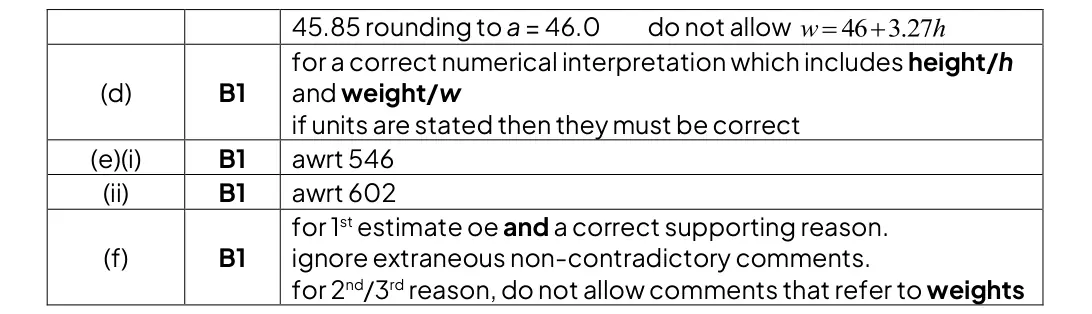 45.85 rounding to a = 46.0 do not allow w = 46 + 3.27h
for a correct numerical interpretation which includes height/h
(d) B1 and weight/w
if units are stated then they must be correct
(e)(i) B1 awrt 546
(ii) B1 awrt 602
for 1st estimate oe and a correct supporting reason.
(f) B1 ignore extraneous non-contradictory comments.
for 2nd/3rd reason, do not allow comments that refer to weights